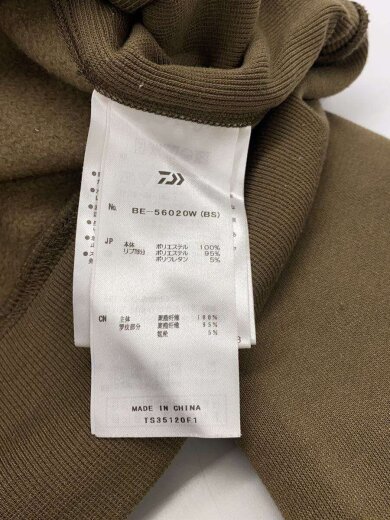 No. BE-56020W(BS)
JP 本体 ポリエステル 100%
リブ部分 ポリエステル 95%
ポリウレタン 5%
CN 主体 聚酯纤维 100%
罗纹部分 聚酯纤维 95%
氨纶 5%
MADE IN CHINA
TS35120F1